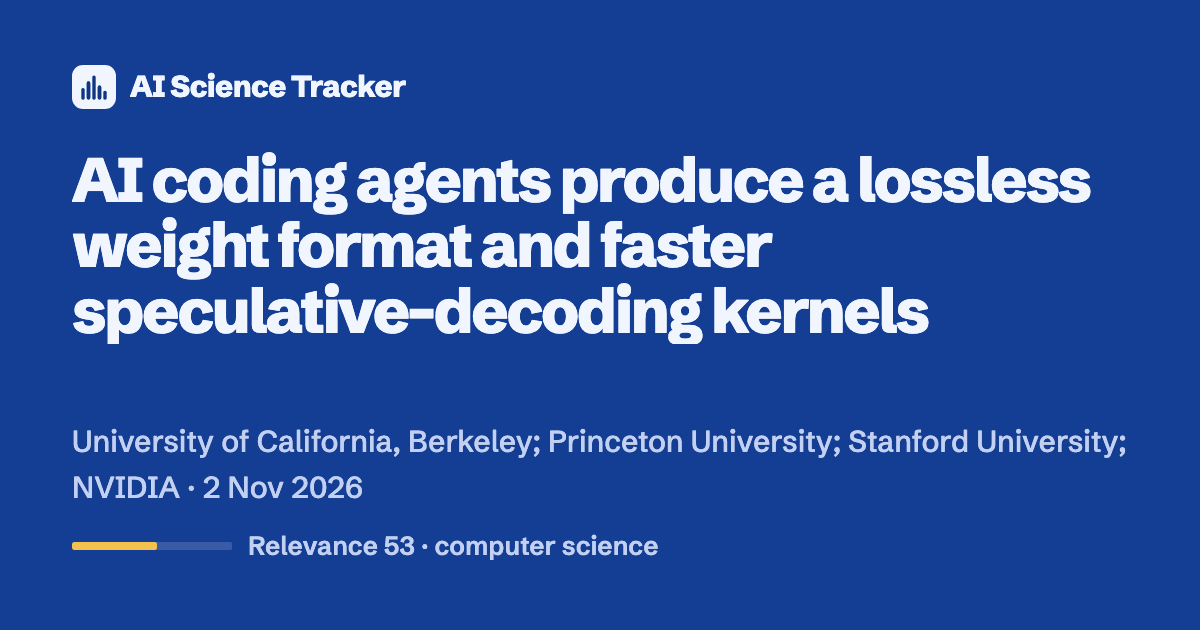 AI Science Tracker
AI coding agents produce a lossless
weight format and faster
speculative-decoding kernels
University of California, Berkeley; Princeton University; Stanford University;
NVIDIA · 2 Nov 2026
Relevance 53 · computer science